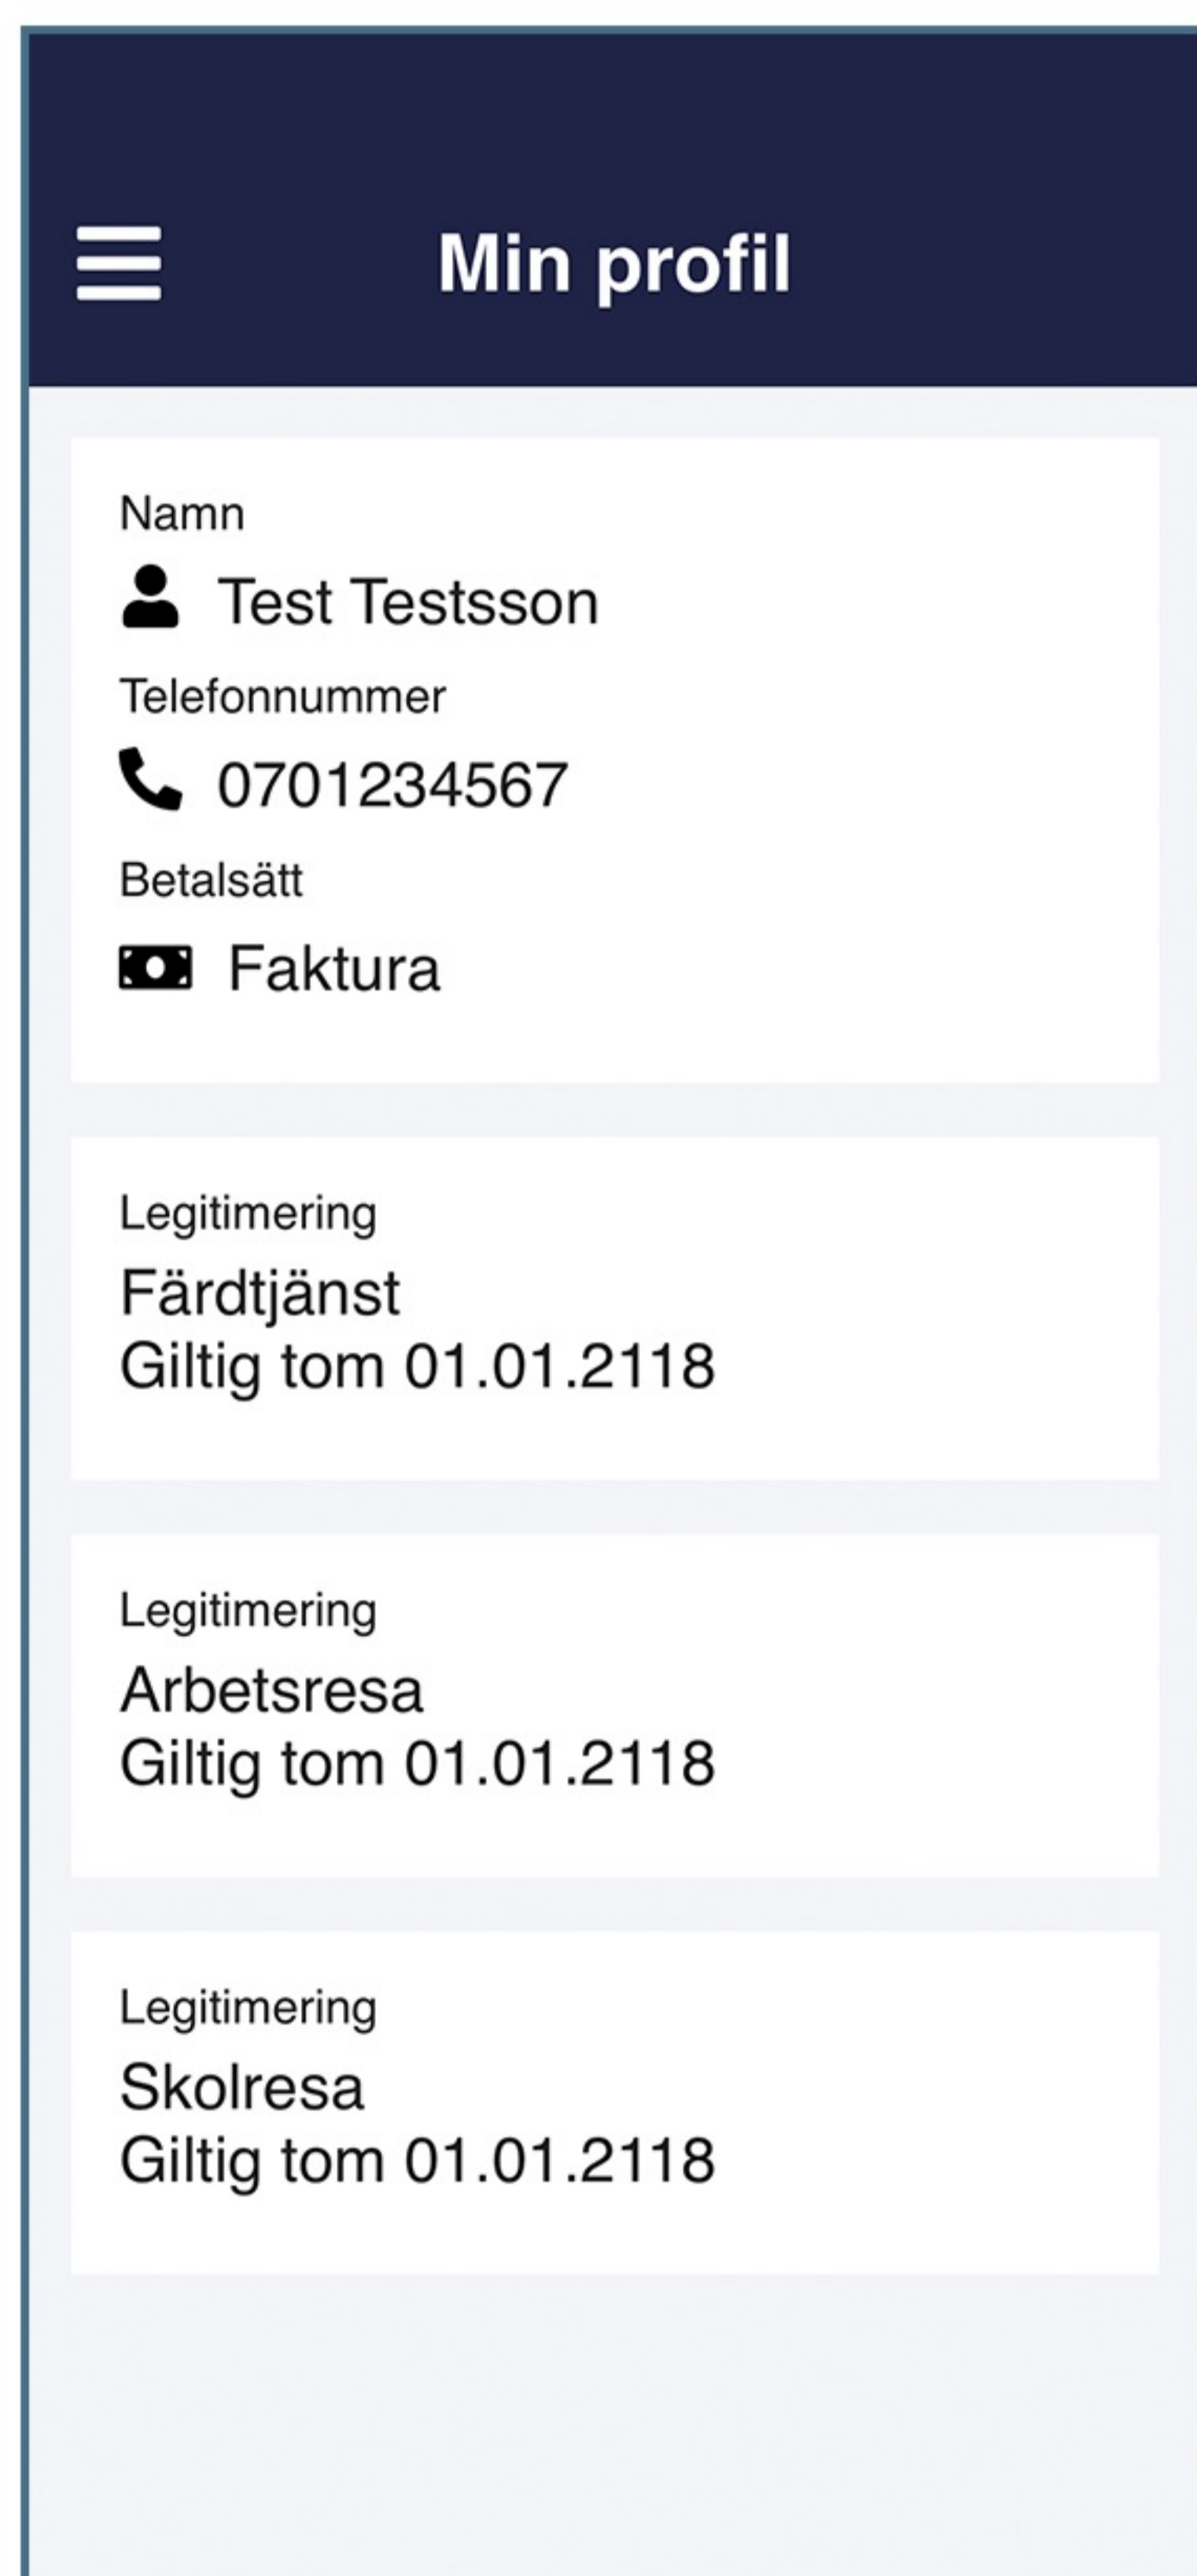 Min profil
Namn
Test Testsson
Telefonnummer
0701234567
Betalsätt
Faktura
Legitimering
Färdtjänst
Giltig tom 01.01.2118
Legitimering
Arbetsresa
Giltig tom 01.01.2118
Legitimering
Skolresa
Giltig tom 01.01.2118